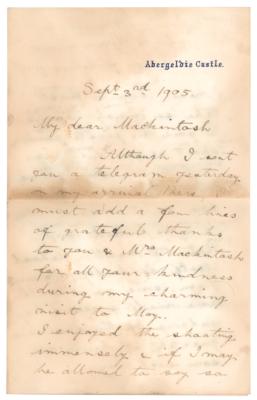 Abergeldie Castle.
Sept 3rd 1905.
My dear Mackintosh
Although I sent
you a telegram yesterday
on my arrival here, I
must add a few lines
of grateful thanks
to you & Mrs Mackintosh
for all your kindness
during my charming
visit to Moy.
I enjoyed the shooting
immensely & if I may
be allowed to say so